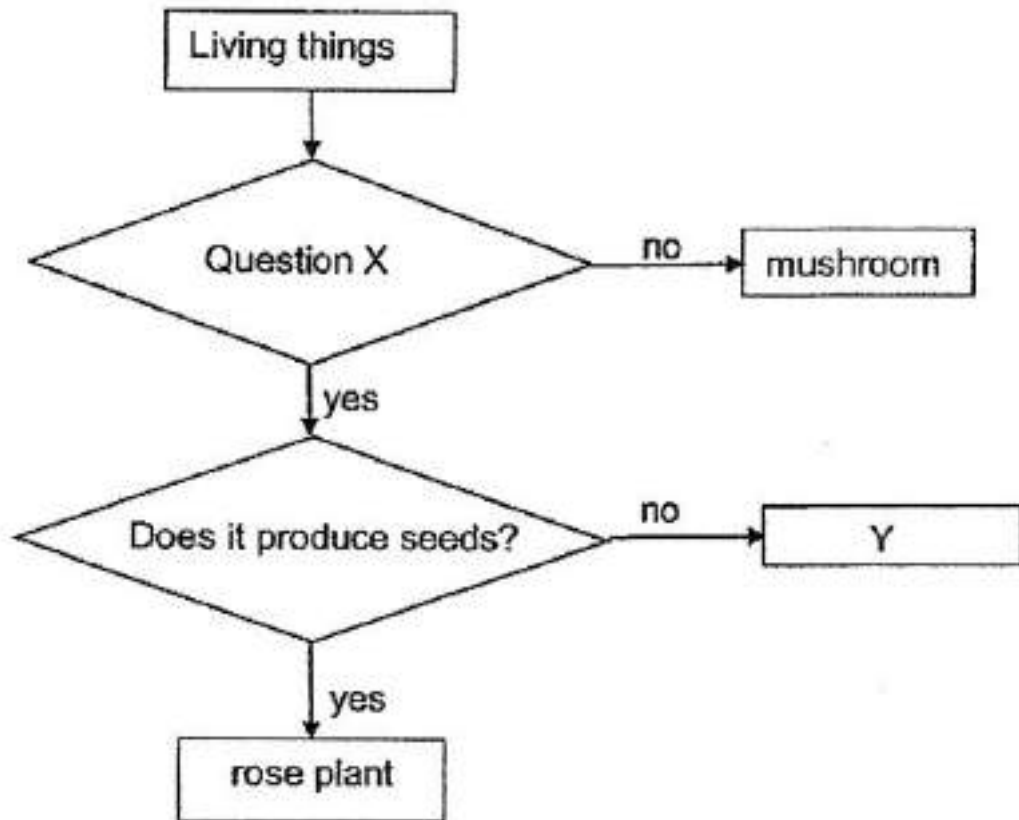 Living things
Question X
no
mushroom
yes
Does it produce seeds?
no
Y
yes
rose plant